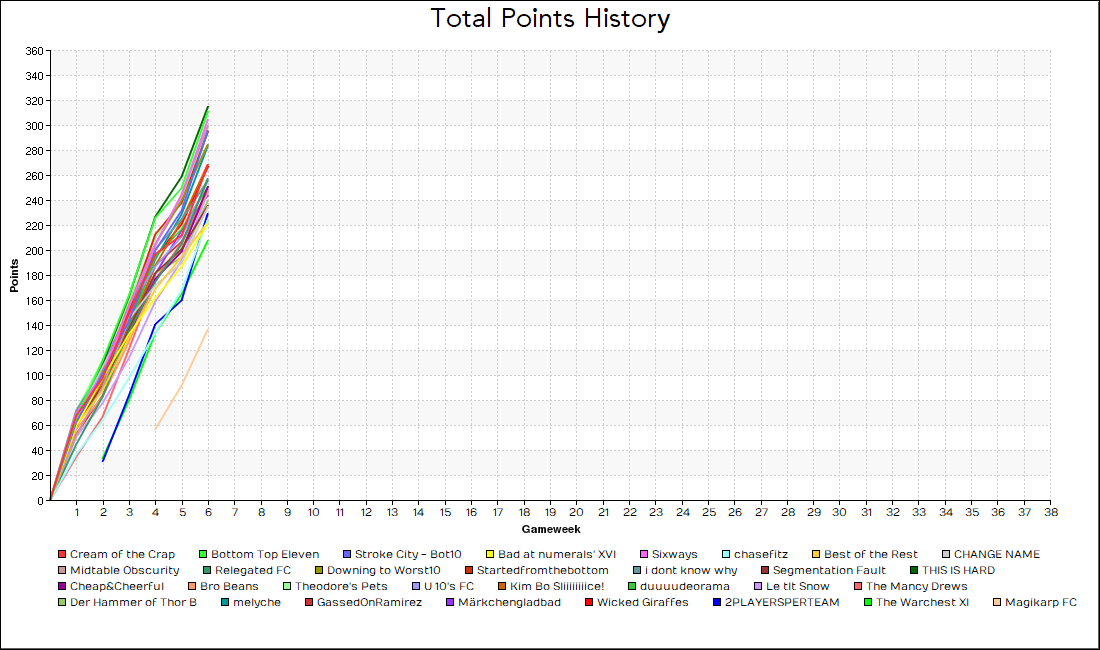 Total Points History
360
340
320
300
280
260
240
220
200
180
160
140
120
100
80
60
40
20
0
Points
1 2 3 4 5 6 7 8 9 10 11 12 13 14 15 16 17 18 19 20 21 22 23 24 25 26 27 28 29 30 31 32 33 34 35 36 37 38
Gameweek
Cream of the Crap Bottom Top Eleven Stroke City - Bot10 Bad at numerals' XVI Sixways chasefitz Best of the Rest CHANGE NAME
Midtable Obscurity Relegated FC Downing to Worst10 Startedfromthebottom i dont know why Segmentation Fault THIS IS HARD
Cheap&Cheerful Bro Beans Theodore's Pets U 10's FC Kim Bo Sliiiiiiiice! duuuudeorama Le tIt Snow The Mancy Drews
Der Hammer of Thor B melyche GassedOnRamirez Märkchengladbad Wicked Giraffes 2PLAYERSPERTEAM The Warchest XI Magikarp FC